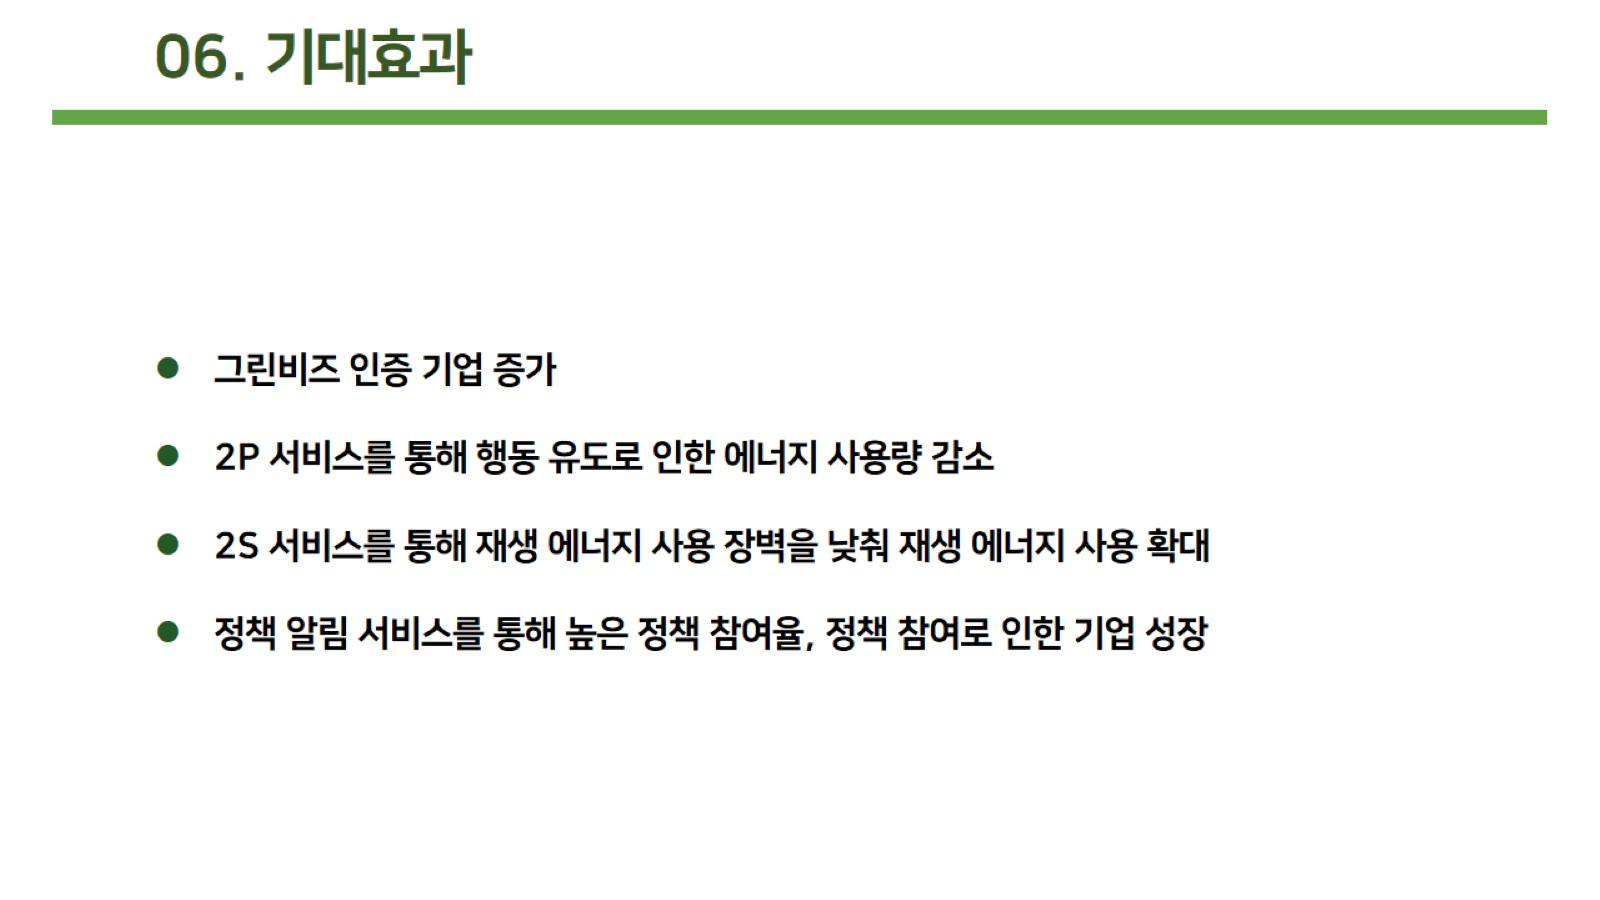 06. 기대효과
● 그린비즈 인증 기업 증가
● 2P 서비스를 통해 행동 유도로 인한 에너지 사용량 감소
● 2S 서비스를 통해 재생 에너지 사용 장벽을 낮춰 재생 에너지 사용 확대
● 정책 알림 서비스를 통해 높은 정책 참여율, 정책 참여로 인한 기업 성장